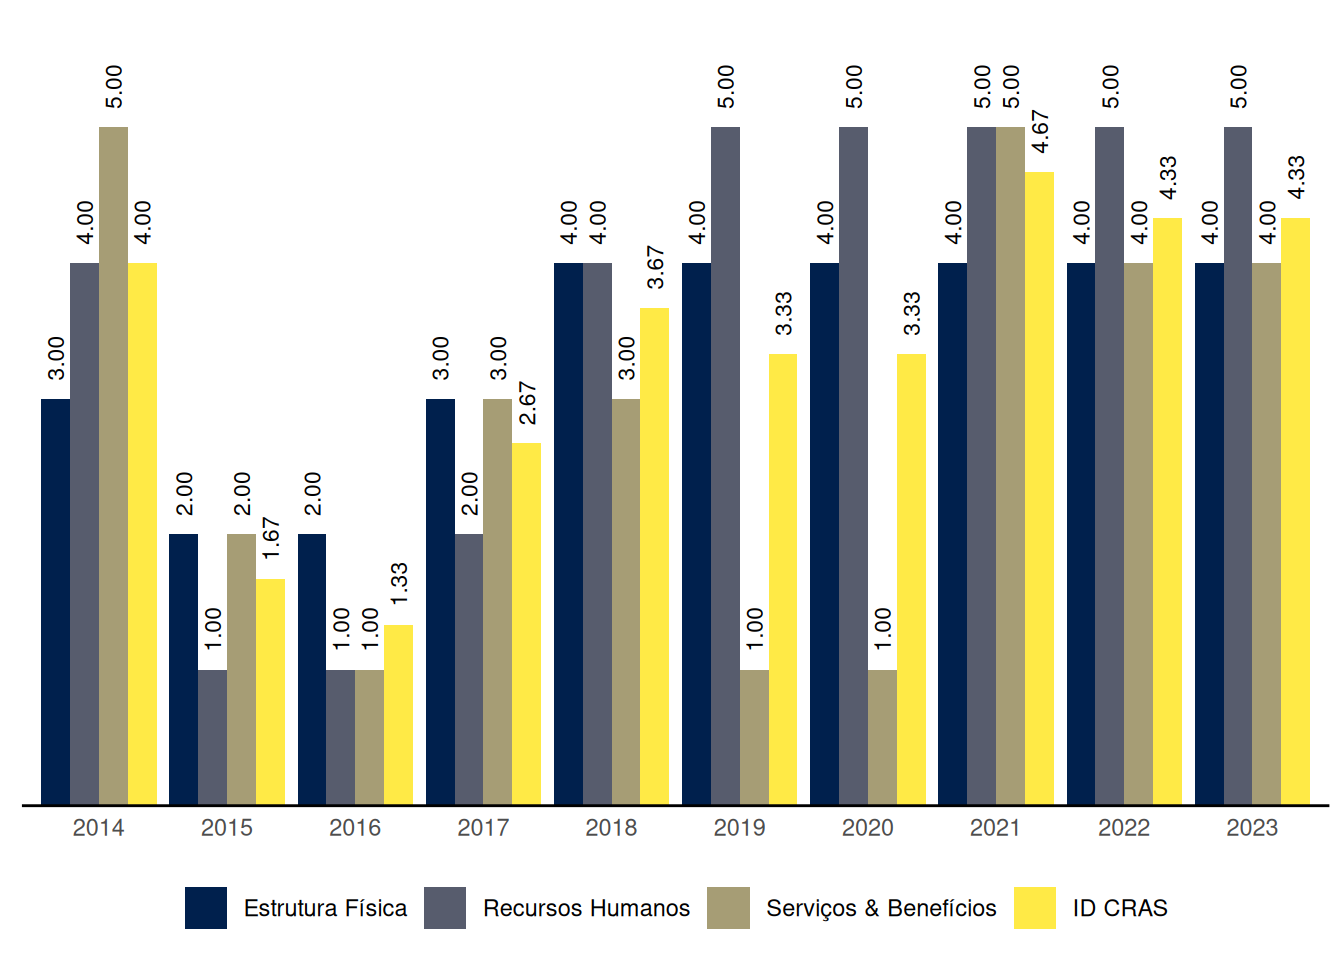 5.00 5.00 5.00 5.00 5.00 5.00 5.00
4.67
4.33 4.33
4.00 4.00 4.00 4.00 4.00 4.00 4.00 4.00 4.00 4.00 4.00
3.67
3.33 3.33
3.00 3.00 3.00 3.00
2.67
2.00 2.00 2.00 2.00
1.67
1.33
1.00 1.00 1.00 1.00 1.00
2014 2015 2016 2017 2018 2019 2020 2021 2022 2023
Estrutura Física Recursos Humanos Serviços & Benefícios ID CRAS